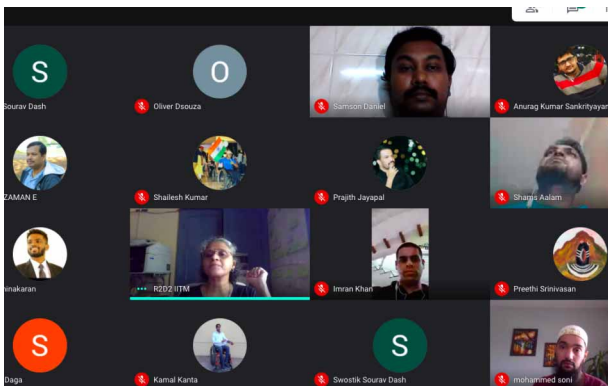 S
O
Sourav Dash
Oliver Dsouza
Samson Daniel
Anurag Kumar Sankrityayan
ZAMAN E
Shailesh Kumar
Prajith Jayapal
Shams Aalam
ninakaran
R2D2 IITM
Imran Khan
Preethi Srinivasan
S
S
Daga
Kamal Kanta
Swostik Sourav Dash
mohammed soni